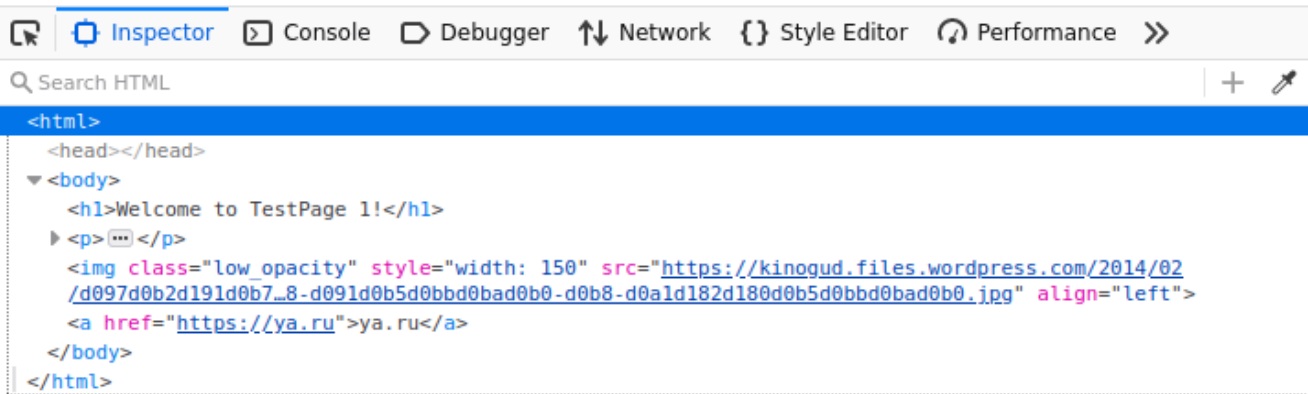 Inspector Console Debugger Network {} Style Editor Performance
Search HTML
<html>
<head></head>
<body>
<h1>Welcome to TestPage 1!</h1>
<p>…</p>
<img class="low_opacity" style="width: 150" src="https://kinogud.files.wordpress.com/2014/02
/d097d0b2d191d0b7…8-d091d0b5d0bbd0bad0b0-d0b8-d0a1d182d180d0b5d0bbd0bad0b0.jpg" align="left">
<a href="https://ya.ru">ya.ru</a>
</body>
</html>